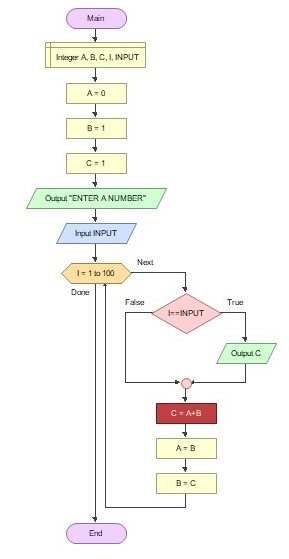 Main
Integer A, B, C, I, INPUT
A = 0
B = 1
C = 1
Output "ENTER A NUMBER"
Input INPUT
I = 1 to 100
Next
Done
False
True
I==INPUT
Output C
C = A+B
A = B
B = C
End